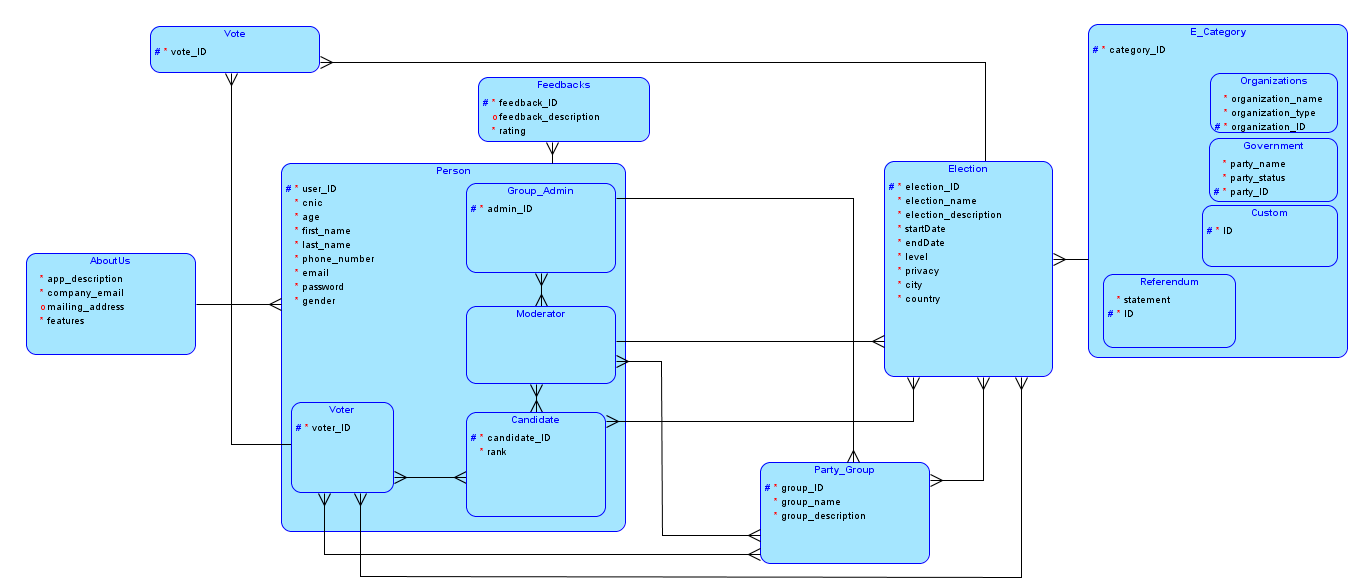 Vote
# * vote_ID
Feedbacks
# * feedback_ID
o feedback_description
* rating
E_Category
# * category_ID
Organizations
* organization_name
* organization_type
# * organization_ID
Government
* party_name
* party_status
# * party_ID
Custom
# * ID
Referendum
* statement
# * ID
Person
# * user_ID
* cnic
* age
* first_name
* last_name
* phone_number
* email
* password
* gender
Group_Admin
# * admin_ID
Moderator
Voter
# * voter_ID
Candidate
# * candidate_ID
* rank
Election
# * election_ID
* election_name
* election_description
* startDate
* endDate
* level
* privacy
* city
* country
AboutUs
* app_description
* company_email
o mailing_address
* features
Party_Group
# * group_ID
* group_name
* group_description